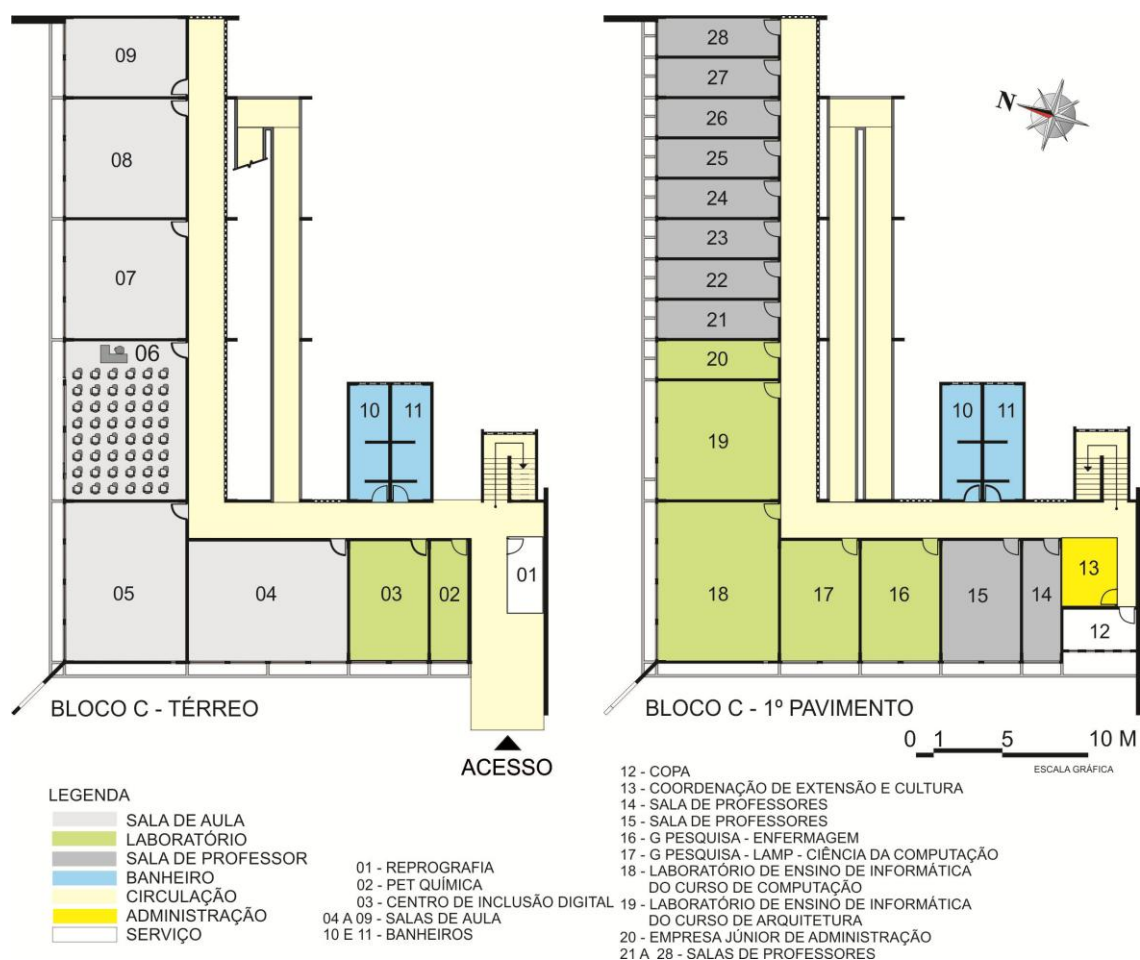 09
08
07
06
05
04
03
02
01
10
11
BLOCO C - TÉRREO
ACESSO
28
27
26
25
24
23
22
21
20
19
18
17
16
15
14
13
12
10
11
N
BLOCO C - 1º PAVIMENTO
0 1 5 10 M
ESCALA GRÁFICA
LEGENDA
SALA DE AULA
LABORATÓRIO
SALA DE PROFESSOR
BANHEIRO
CIRCULAÇÃO
ADMINISTRAÇÃO
SERVIÇO
01 - REPROGRAFIA
02 - PET QUÍMICA
03 - CENTRO DE INCLUSÃO DIGITAL
04 A 09 - SALAS DE AULA
10 E 11 - BANHEIROS
12 - COPA
13 - COORDENAÇÃO DE EXTENSÃO E CULTURA
14 - SALA DE PROFESSORES
15 - SALA DE PROFESSORES
16 - G PESQUISA - ENFERMAGEM
17 - G PESQUISA - LAMP - CIÊNCIA DA COMPUTAÇÃO
18 - LABORATÓRIO DE ENSINO DE INFORMÁTICA
DO CURSO DE COMPUTAÇÃO
19 - LABORATÓRIO DE ENSINO DE INFORMÁTICA
DO CURSO DE ARQUITETURA
20 - EMPRESA JÚNIOR DE ADMINISTRAÇÃO
21 A 28 - SALAS DE PROFESSORES